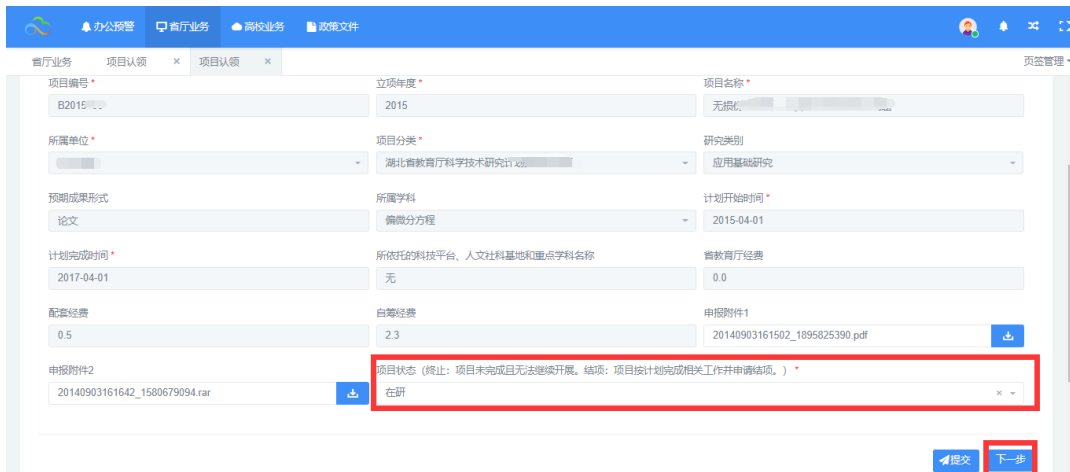 办公预警 省厅业务 高校业务 政策文件
省厅业务 项目认领 × 项目认领 × 页签管理
项目编号 * 立项年度 * 项目名称 *
B2015 2015 无损
所属单位 * 项目分类 * 研究类别
湖北省教育厅科学技术研究计划 应用基础研究
预期成果形式 所属学科 计划开始时间 *
论文 偏微分方程 2015-04-01
计划完成时间 * 所依托的科技平台、人文社科基地和重点学科名称 省教育厅经费
2017-04-01 无 0.0
配套经费 自筹经费 申报附件1
0.5 2.3 20140903161502_1895825390.pdf
申报附件2 项目状态（终止：项目未完成且无法继续开展。结项：项目按计划完成相关工作并申请结项。） *
20140903161642_1580679094.rar 在研 ×
提交 下一步